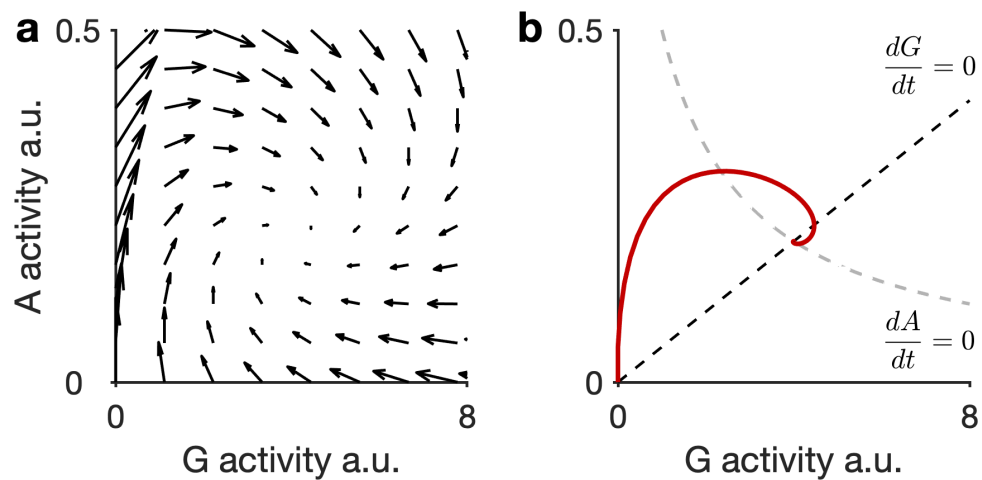 a
0.5
A activity a.u.
0
0
8
G activity a.u.
b
0.5
dG
dt
= 0
dA
dt
= 0
0
0
8
G activity a.u.